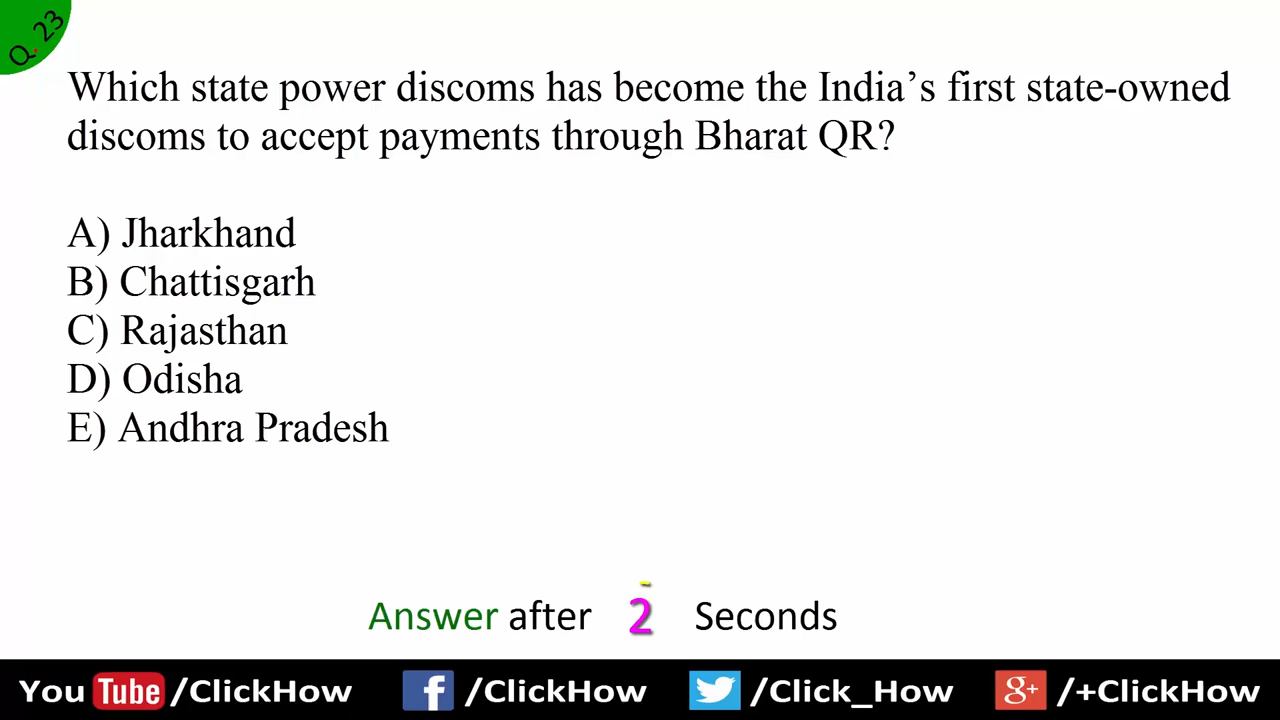 Q. 23
Which state power discoms has become the India’s first state-owned
discoms to accept payments through Bharat QR?
A) Jharkhand
B) Chattisgarh
C) Rajasthan
D) Odisha
E) Andhra Pradesh
Answer after 2 Seconds
You Tube /ClickHow f /ClickHow /Click_How g+ /+ClickHow